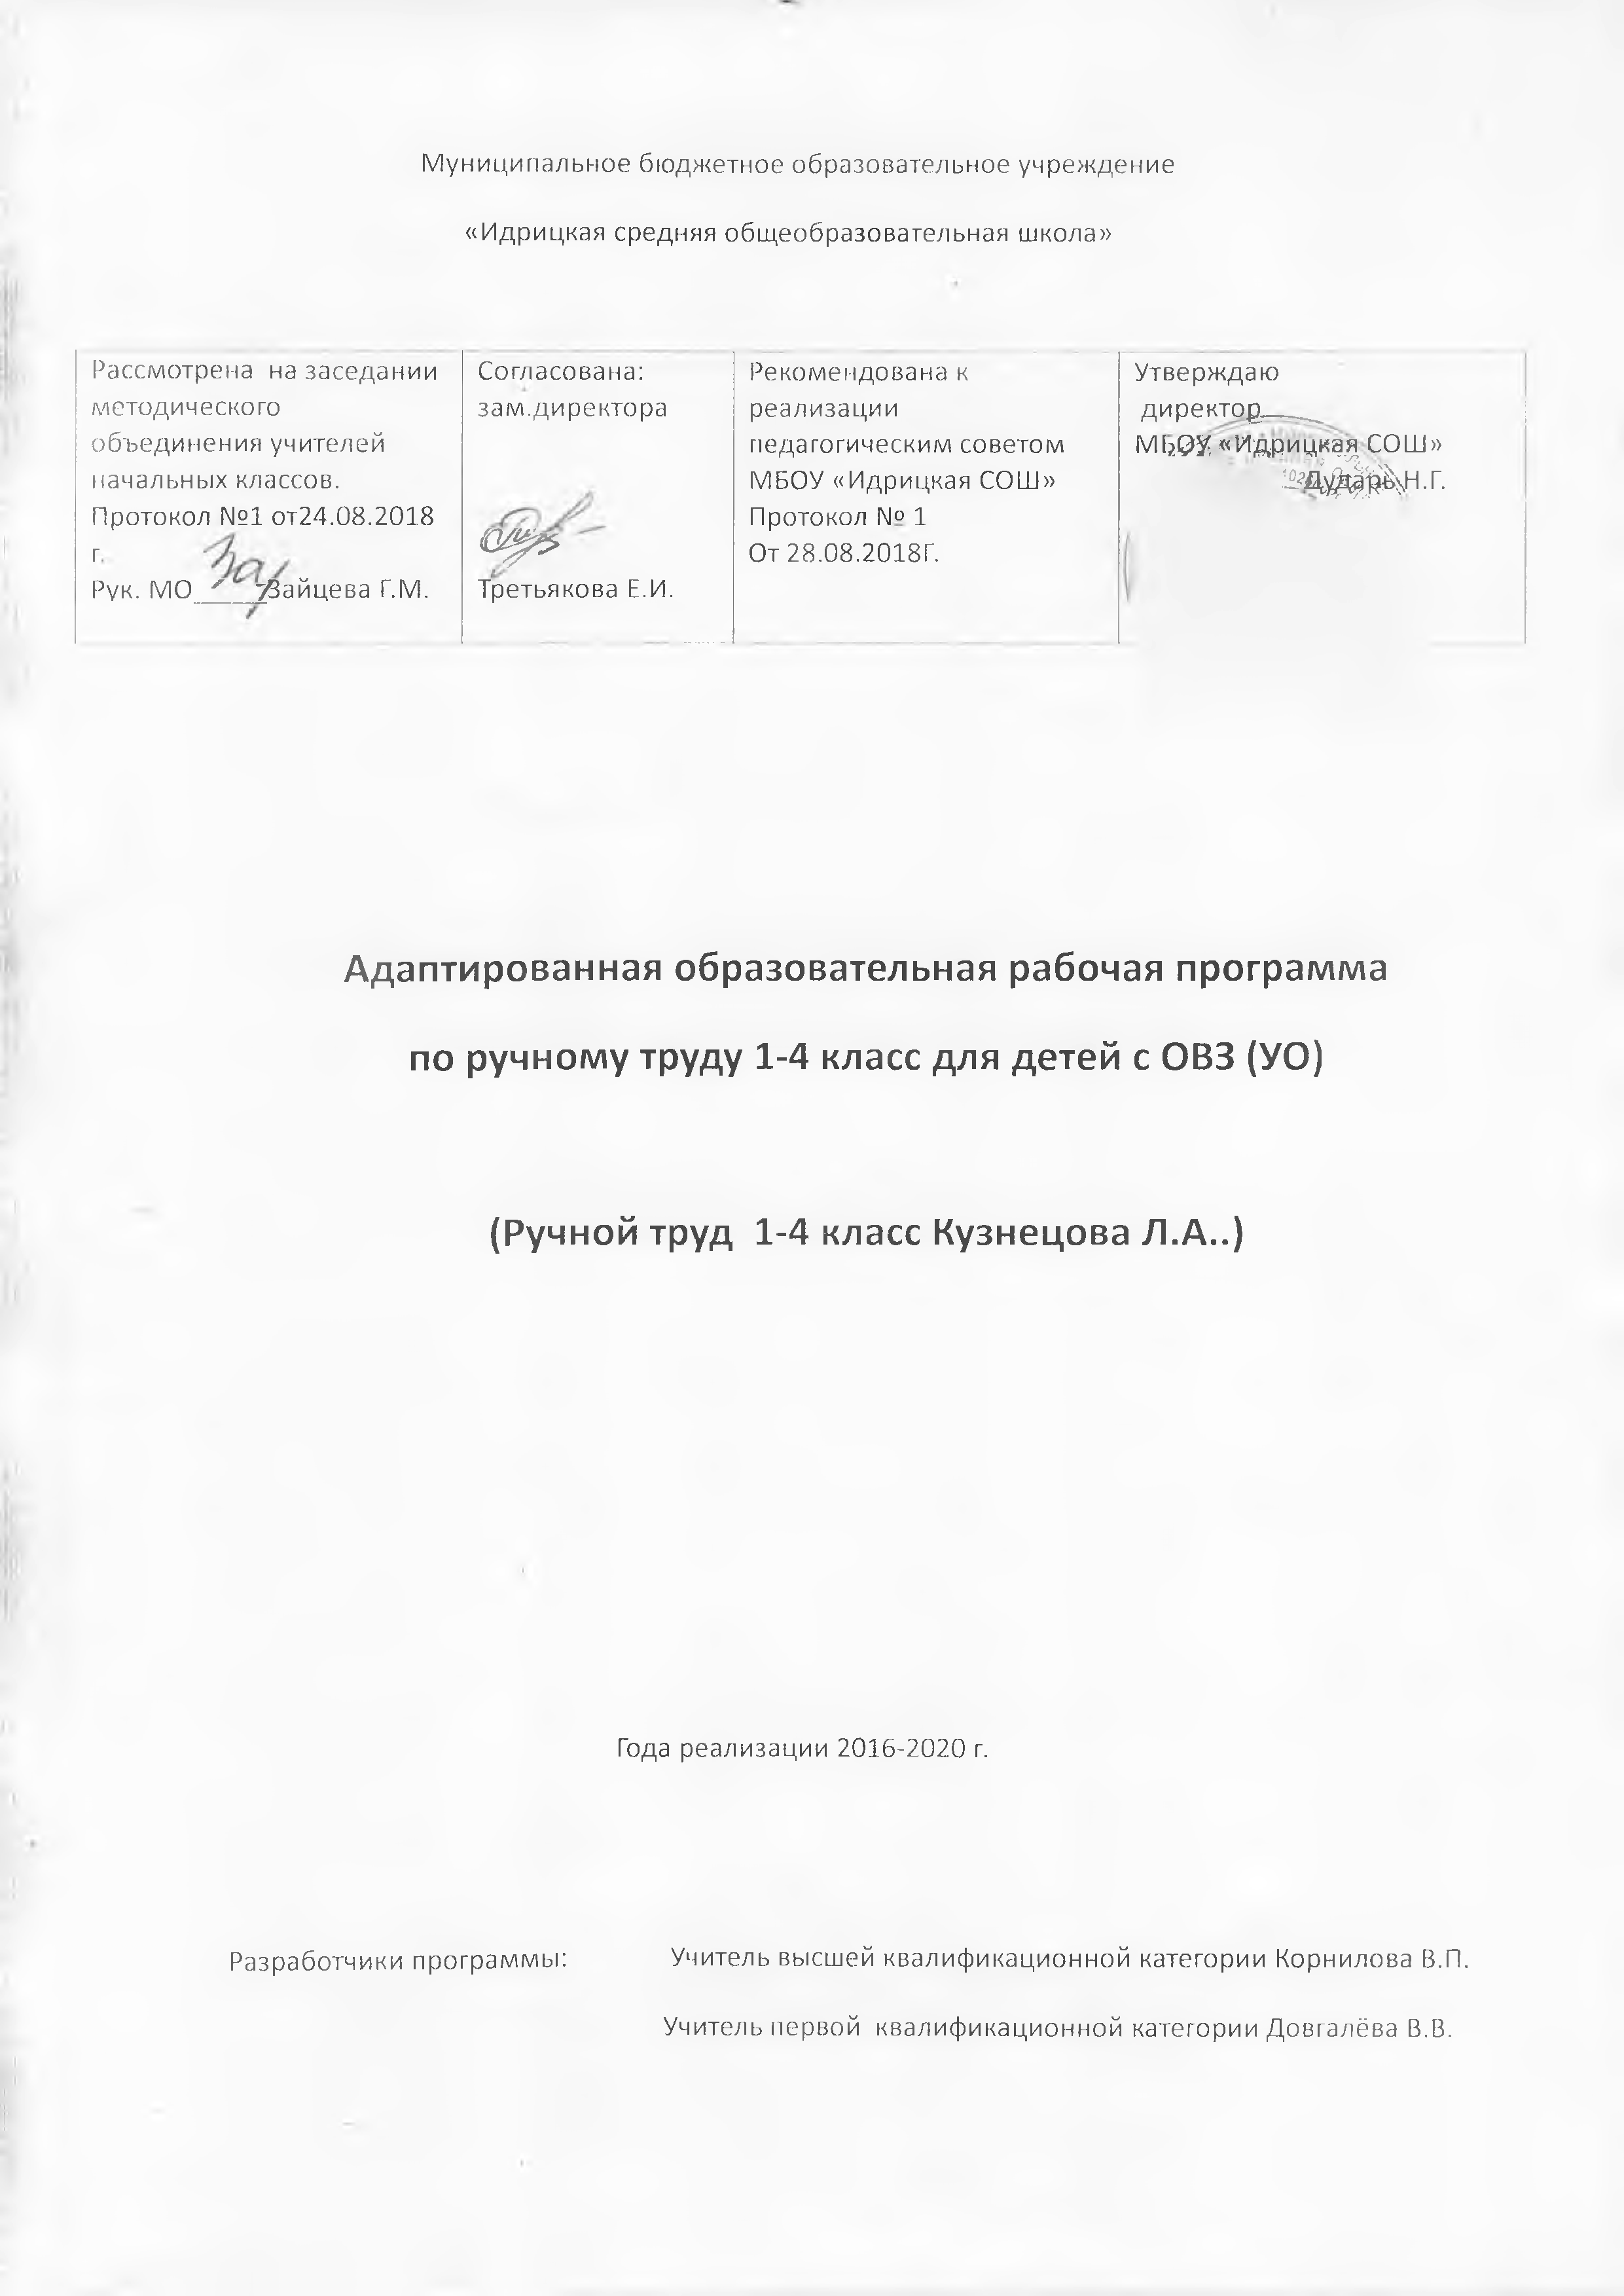 Муниципальное бюджетное образовательное учреждение
«Идрицкая средняя общеобразовательная школа»
Рассмотрена на заседании
методического
объединения учителей
начальных классов.
Протокол №1 от24.08.2018
г.
Рук. МО_____Зайцева Г.М.
Согласована:
зам.директора
Третьякова Е.И.
Рекомендована к
реализации
педагогическим советом
МБОУ «Идрицкая СОШ»
Протокол № 1
От 28.08.2018Г.
Утверждаю
директор
МБОУ «Идрицкая СОШ»
Дударь Н.Г.
Адаптированная образовательная рабочая программа
по ручному труду 1-4 класс для детей с ОВЗ (УО)
(Ручной труд 1-4 класс Кузнецова Л.А..)
Года реализации 2016-2020 г.
Разработчики программы: Учитель высшей квалификационной категории Корнилова В.П.
Учитель первой квалификационной категории Довгалёва В.В.